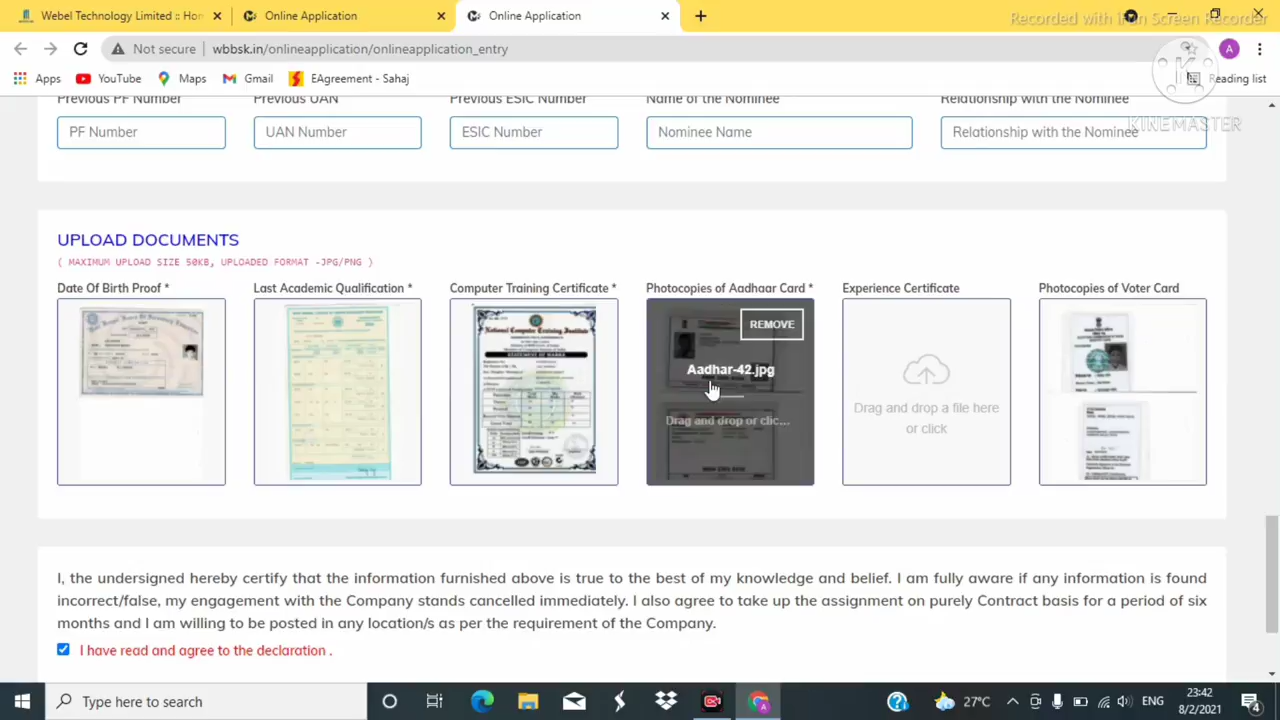 Webel Technology Limited :: Hom
Online Application
Online Application
Recorded with iFun Screen Recorder
Not secure
wbbsk.in/onlineapplication/onlineapplication_entry
A
Apps
YouTube
Maps
Gmail
EAgreement - Sahaj
Reading list
K
KINEMASTER
Previous PF Number
Previous UAN
Previous ESIC Number
Name of the Nominee
Relationship with the Nominee
PF Number
UAN Number
ESIC Number
Nominee Name
Relationship with the Nominee
UPLOAD DOCUMENTS
( MAXIMUM UPLOAD SIZE 50KB, UPLOADED FORMAT -JPG/PNG )
Date Of Birth Proof *
Last Academic Qualification *
Computer Training Certificate *
Photocopies of Aadhaar Card *
Experience Certificate
Photocopies of Voter Card
National Computer Training Institute
STATEMENT OF MARKS
REMOVE
Aadhar-42.jpg
Drag and drop or clic...
Drag and drop a file here
or click
I, the undersigned hereby certify that the information furnished above is true to the best of my knowledge and belief. I am fully aware if any information is found
incorrect/false, my engagement with the Company stands cancelled immediately. I also agree to take up the assignment on purely Contract basis for a period of six
months and I am willing to be posted in any location/s as per the requirement of the Company.
I have read and agree to the declaration .
Type here to search
A
27°C
ENG
23:42
8/2/2021
4